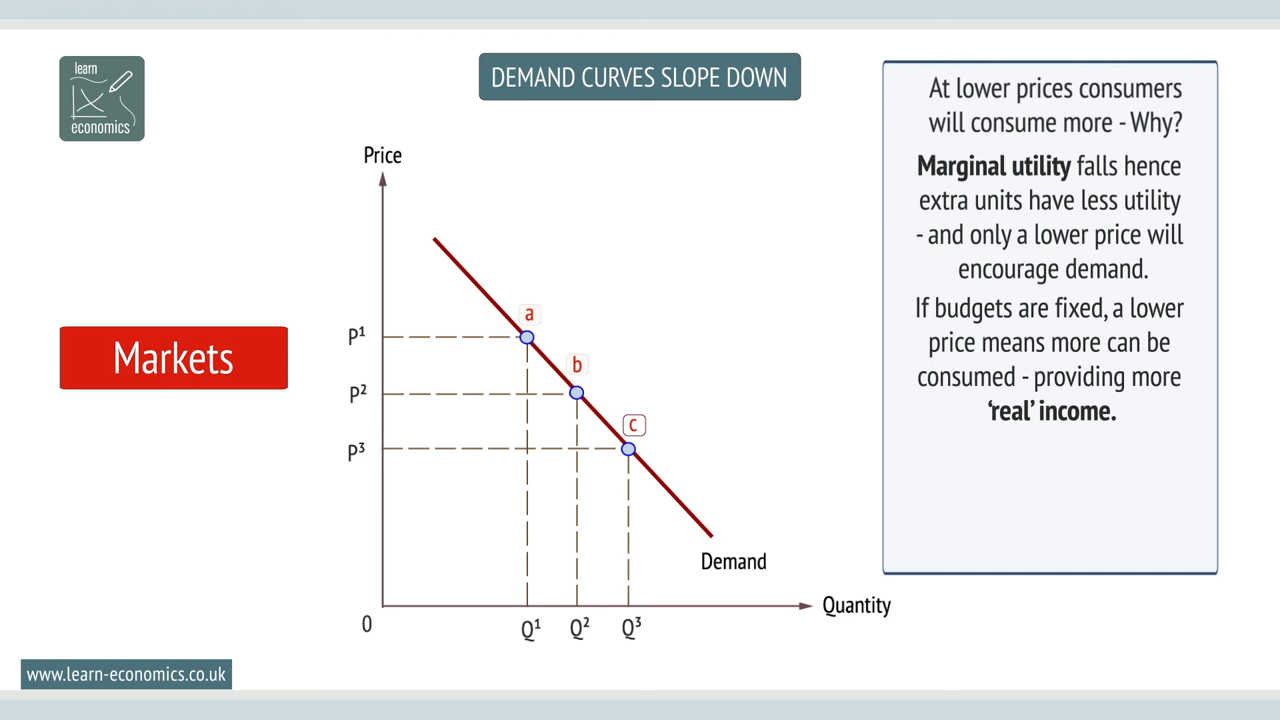 learn
economics
DEMAND CURVES SLOPE DOWN
At lower prices consumers
will consume more - Why?
Marginal utility falls hence
extra units have less utility
- and only a lower price will
encourage demand.
If budgets are fixed, a lower
price means more can be
consumed - providing more
‘real’ income.
Markets
Price
P¹
P²
P³
a
b
c
Demand
Quantity
0
Q¹ Q² Q³
www.learn-economics.co.uk